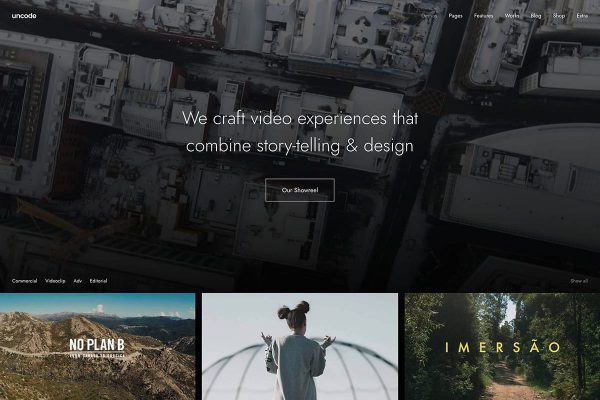 uncode
Demos Pages Features Works Blog Shop Extra
We craft video experiences that
combine story-telling & design
Our Showreel
Commercial Videoclip Adv Editorial
Show all
NO PLAN B
IMERSÃO